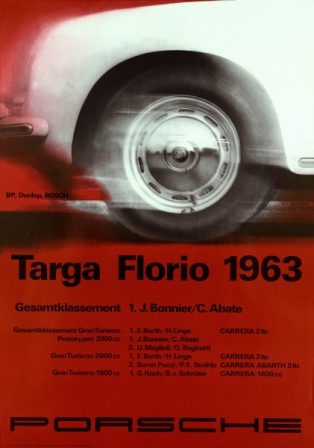 BP, Dunlop, BOSCH
Targa Florio 1963
Gesamtklassement 1. J. Bonnier/C. Abate
Gesamtklassement Gran Turismo 1. E. Barth/H. Linge CARRERA 2 ltr.
Prototypen 2000 cc 1. J. Bonnier/C. Abate
2. U. Maglioli/G. Baghetti
Gran Turismo 2000 cc 1. E. Barth/H. Linge CARRERA 2 ltr.
2. Baron Pucci/P.E. Strähle CARRERA ABARTH 2 ltr.
Gran Turismo 1600 cc 1. G. Koch/S. v. Schröter CARRERA 1600 cc
PORSCHE